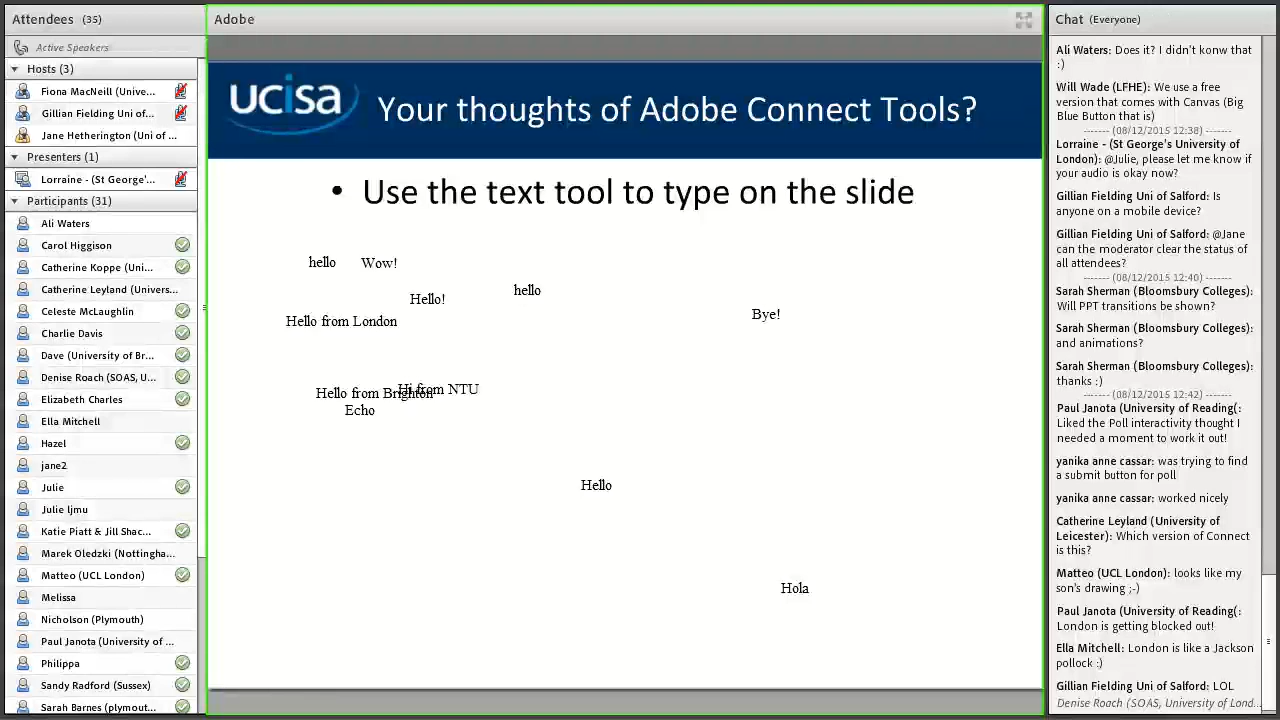 Attendees (35)
Active Speakers
Hosts (3)
Fiona MacNeill (Unive...
Gillian Fielding Uni of...
Jane Hetherington (Uni of ...
Presenters (1)
Lorraine - (St George'...
Participants (31)
Ali Waters
Carol Higgison
Catherine Koppe (Uni...
Catherine Leyland (Univers...
Celeste McLaughlin
Charlie Davis
Dave (University of Br...
Denise Roach (SOAS, U...
Elizabeth Charles
Ella Mitchell
Hazel
jane2
Julie
Julie ljmu
Katie Piatt & Jill Shac...
Marek Oledzki (Nottingha...
Matteo (UCL London)
Melissa
Nicholson (Plymouth)
Paul Janota (University of ...
Philippa
Sandy Radford (Sussex)
Sarah Barnes (plymout...
Adobe
ucisa
Your thoughts of Adobe Connect Tools?
• Use the text tool to type on the slide
hello Wow!
hello
Hello!
Bye!
Hello from London
Hi from NTU
Hello from Brighton
Echo
Hello
Hola
Chat (Everyone)
Ali Waters: Does it? I didn't konw that
:)
Will Wade (LFHE): We use a free
version that comes with Canvas (Big
Blue Button that is)
------- (08/12/2015 12:38) -------
Lorraine - (St George's University of
London): @Julie, please let me know if
your audio is okay now?
Gillian Fielding Uni of Salford: Is
anyone on a mobile device?
Gillian Fielding Uni of Salford: @Jane
can the moderator clear the status of
all attendees?
------- (08/12/2015 12:40) -------
Sarah Sherman (Bloomsbury Colleges):
Will PPT transitions be shown?
Sarah Sherman (Bloomsbury Colleges):
and animations?
Sarah Sherman (Bloomsbury Colleges):
thanks :)
------- (08/12/2015 12:42) -------
Paul Janota (University of Reading(:
Liked the Poll interactivity thought I
needed a moment to work it out!
yanika anne cassar: was trying to find
a submit button for poll
yanika anne cassar: worked nicely
Catherine Leyland (University of
Leicester): Which version of Connect
is this?
Matteo (UCL London): looks like my
son's drawing ;-)
Paul Janota (University of Reading(:
London is getting blocked out!
Ella Mitchell: London is like a Jackson
pollock :)
Gillian Fielding Uni of Salford: LOL
Denise Roach (SOAS, University of Lond...